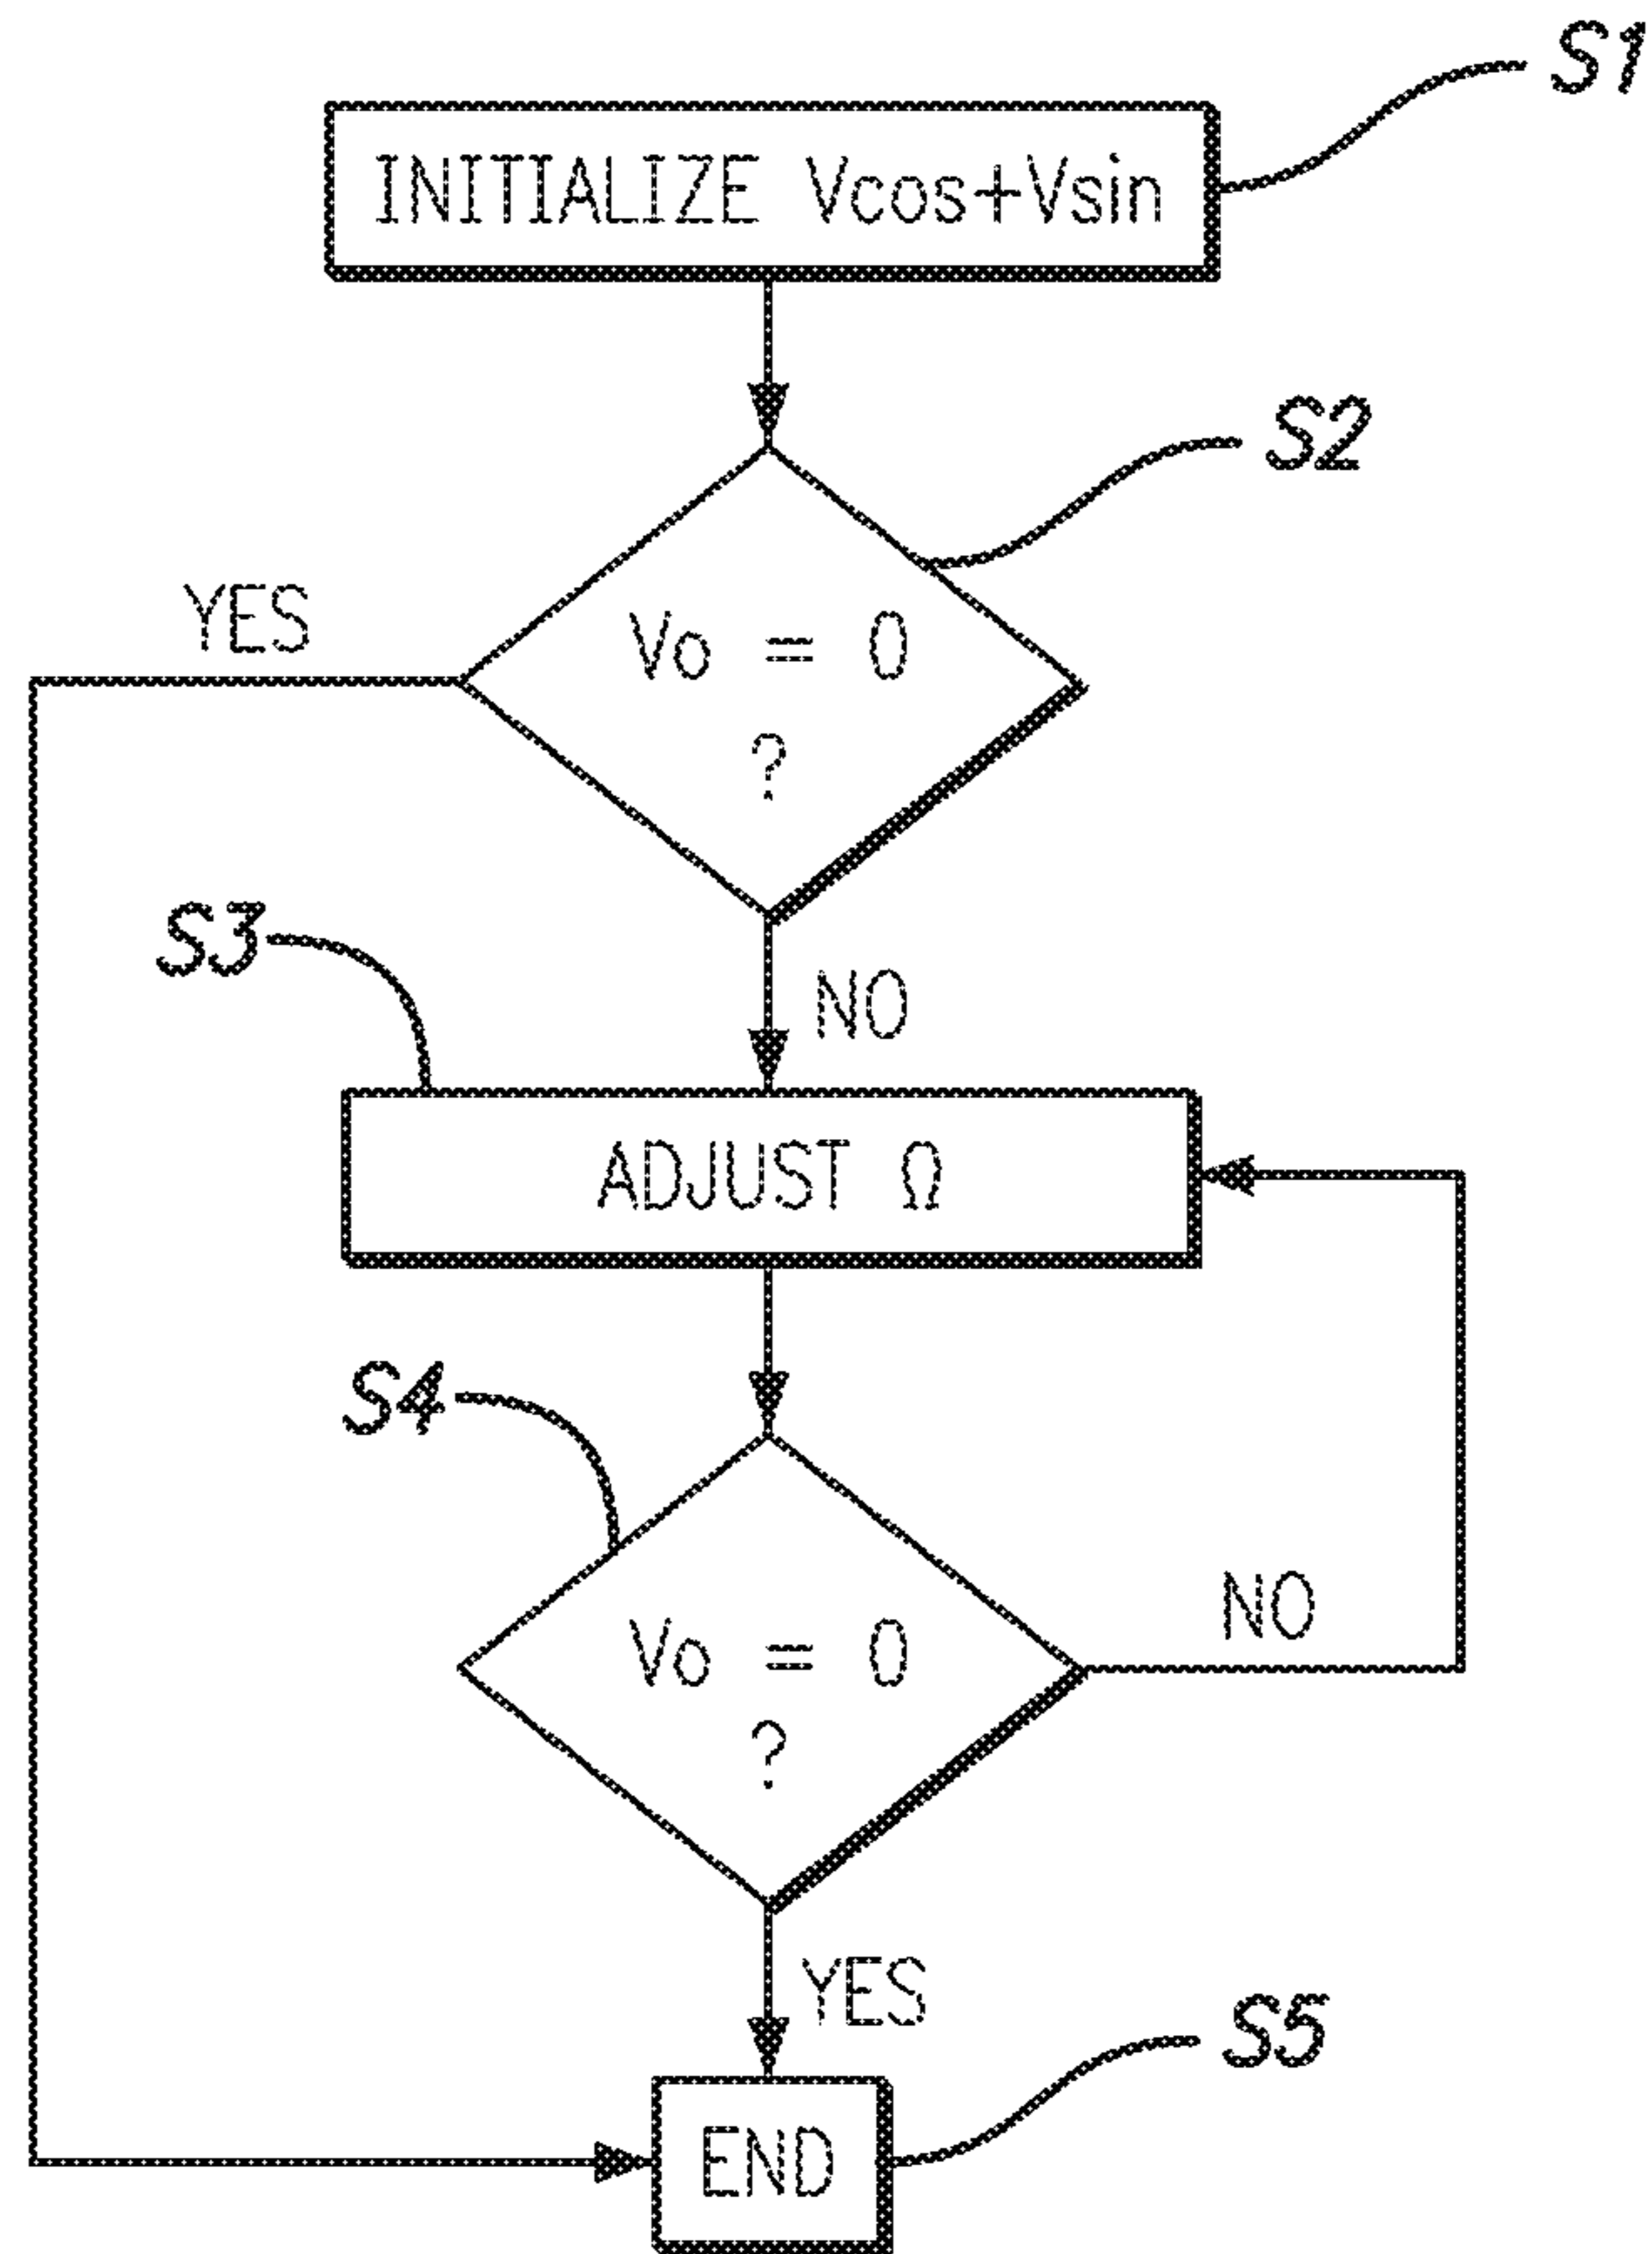 S1
INITIALIZE Vcos+Vsin
S2
YES
Vo = 0
?
S3
NO
ADJUST Ω
S4
Vo = 0
?
NO
YES
S5
END